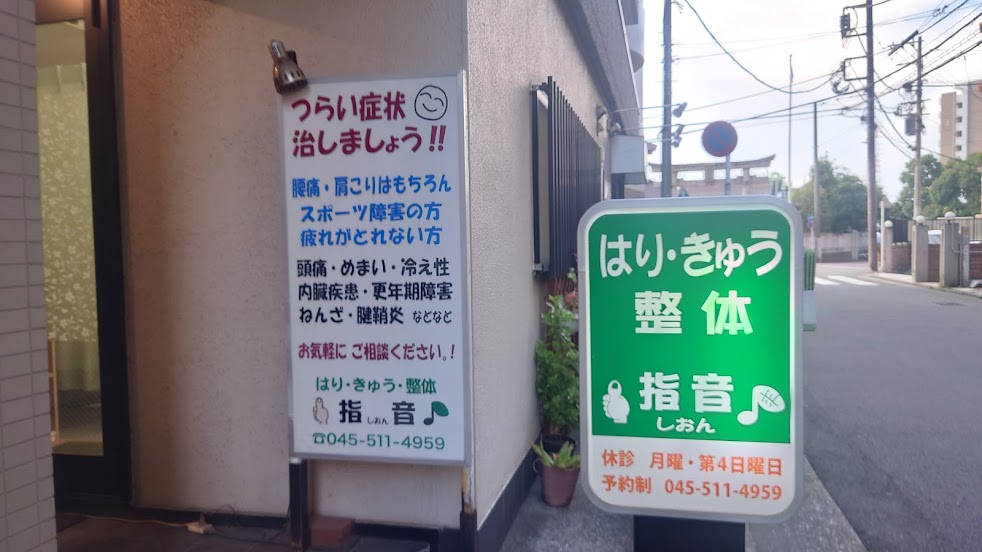 つらい症状
治しましょう!!
腰痛・肩こりはもちろん
スポーツ障害の方
疲れがとれない方
頭痛・めまい・冷え性
内臓疾患・更年期障害
ねんざ・腱鞘炎 などなど
お気軽に ご相談ください。!
はり・きゅう・整体
指音
しおん
☎045-511-4959
はり・きゅう
整体
指音
しおん
休診 月曜・第4日曜日
予約制 045-511-4959